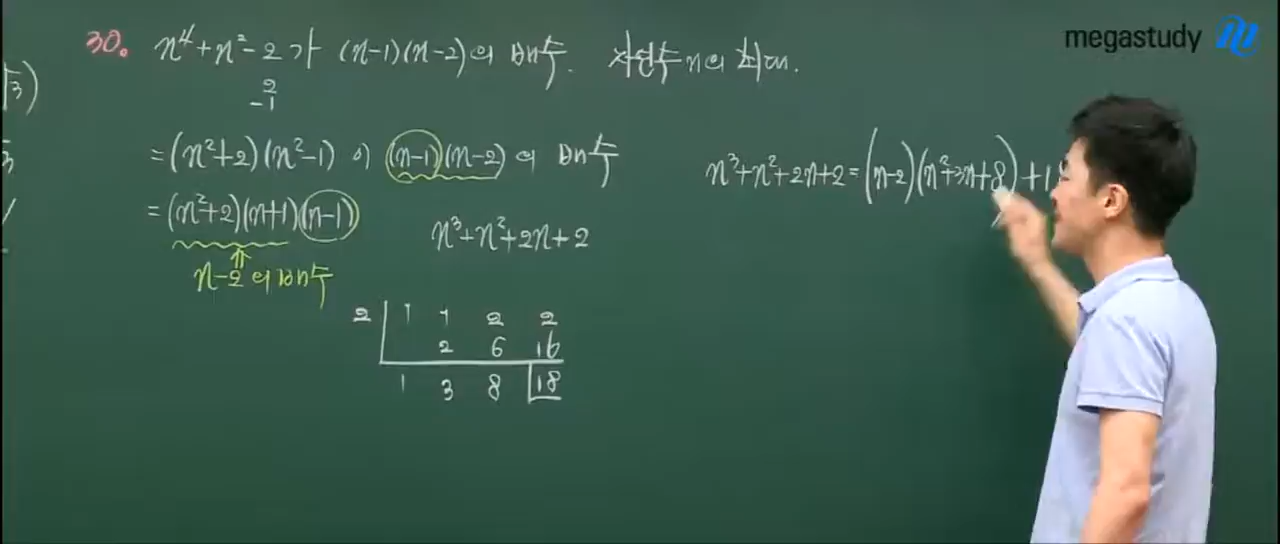 megastudy
30. n⁴+n²-2가 (n-1)(n-2)의 배수. 자연수 n의 최대.
2
-1
=(n²+2)(n²-1)이 (n-1)(n-2)의 배수
=(n²+2)(n+1)(n-1)
n-2의 배수
n³+n²+2n+2
2 1 1 2 2
2 6 16
1 3 8 18
n³+n²+2n+2=(n-2)(n²+3n+8)+1